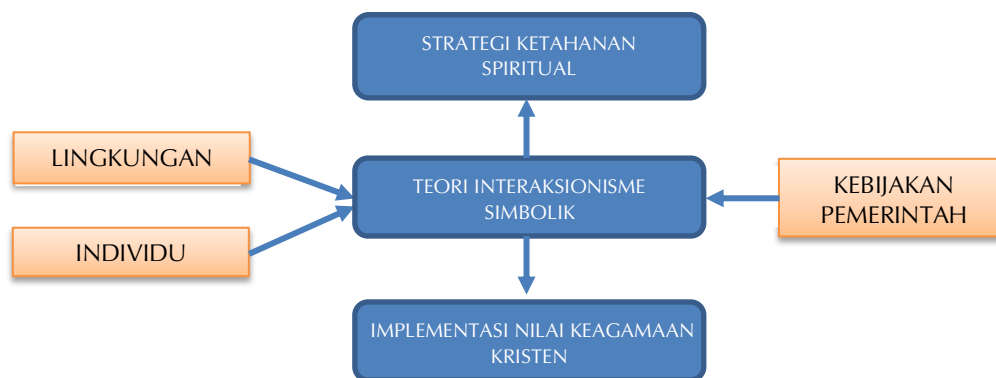 STRATEGI KETAHANAN
SPIRITUAL
LINGKUNGAN
INDIVIDU
TEORI INTERAKSIONISME
SIMBOLIK
KEBIJAKAN
PEMERINTAH
IMPLEMENTASI NILAI KEAGAMAAN
KRISTEN